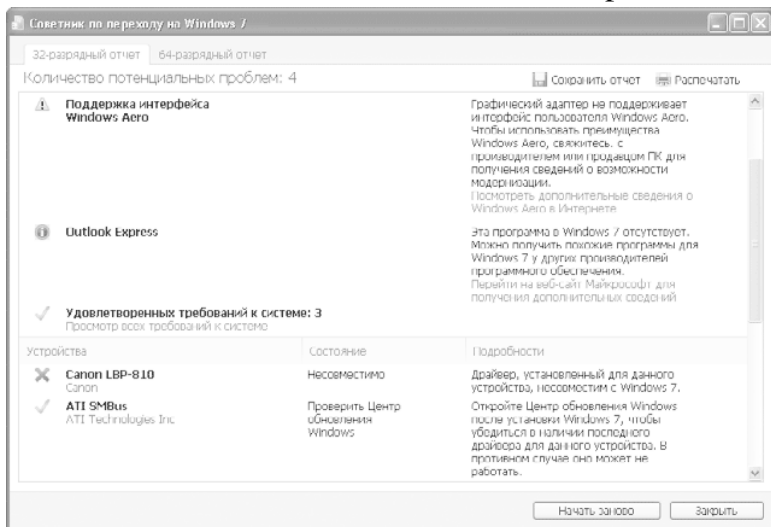 Советник по переходу на Windows 7
32-разрядный отчет 64-разрядный отчет
Количество потенциальных проблем: 4
Сохранить отчет Распечатать
Поддержка интерфейса
Windows Aero
Графический адаптер не поддерживает
интерфейс пользователя Windows Aero.
Чтобы использовать преимущества
Windows Aero, свяжитесь с
производителем или продавцом ПК для
получения сведений о возможности
модернизации.
Посмотреть дополнительные сведения о
Windows Aero в Интернете
Outlook Express
Эта программа в Windows 7 отсутствует.
Можно получить похожие программы для
Windows 7 у других производителей
программного обеспечения.
Перейти на веб-сайт Майкрософт для
получения дополнительных сведений
Удовлетворенных требований к системе: 3
Просмотр всех требований к системе
Устройства Состояние Подробности
Canon LBP-810
Canon
Несовместимо
Драйвер, установленный для данного
устройства, несовместим с Windows 7.
ATI SMBus
ATI Technologies Inc
Проверить Центр
обновления
Windows
Откройте Центр обновления Windows
после установки Windows 7, чтобы
убедиться в наличии последнего
драйвера для данного устройства. В
противном случае оно может не
работать.
Начать заново Закрыть